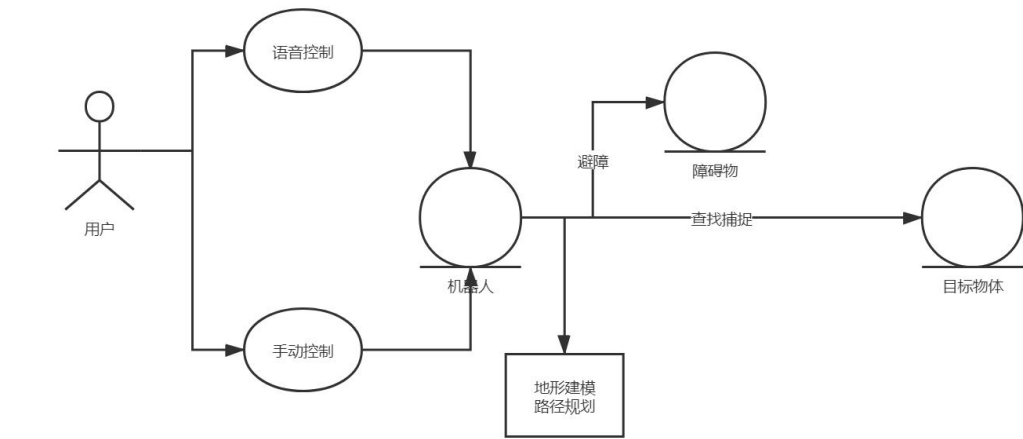 语音控制
避障
障碍物
用户
查找捕捉
机器人
目标物体
手动控制
地形建模
路径规划